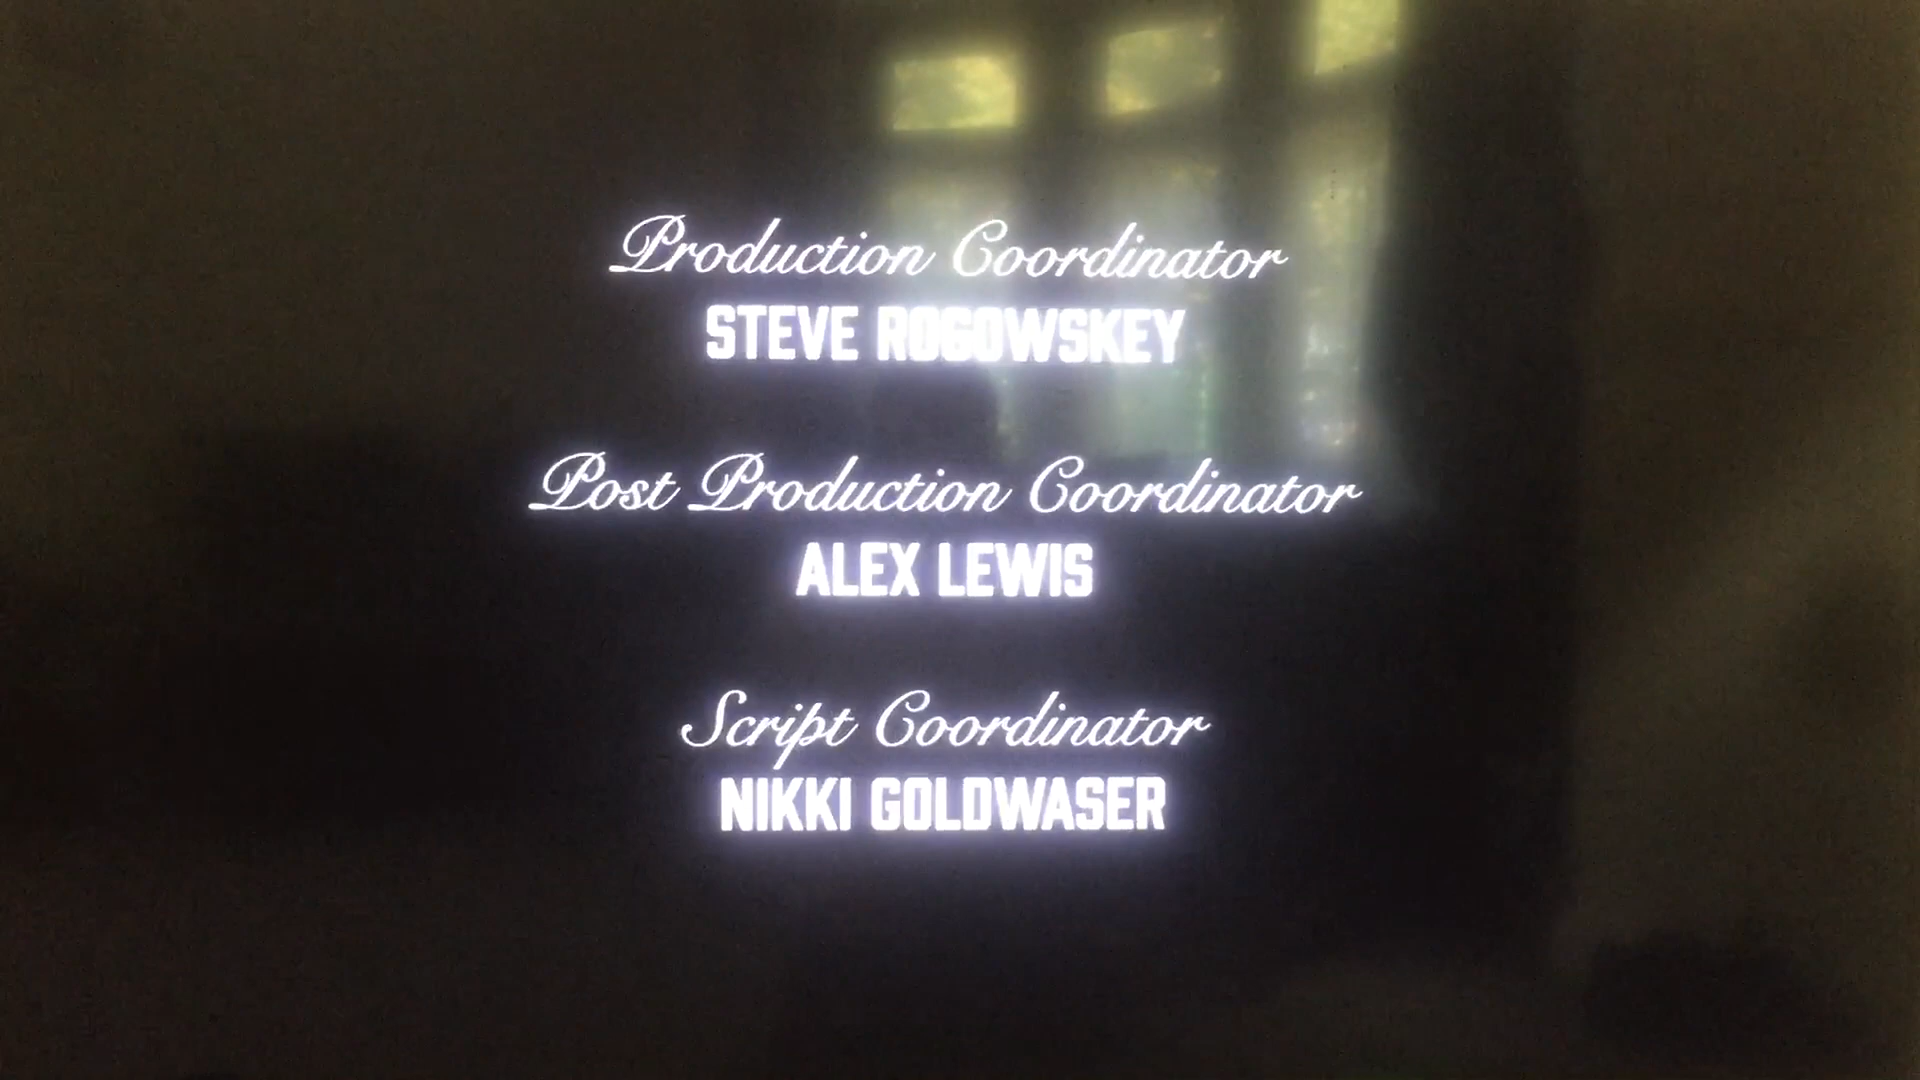 Production Coordinator
STEVE ROGOWSKEY
Post Production Coordinator
ALEX LEWIS
Script Coordinator
NIKKI GOLDWASER